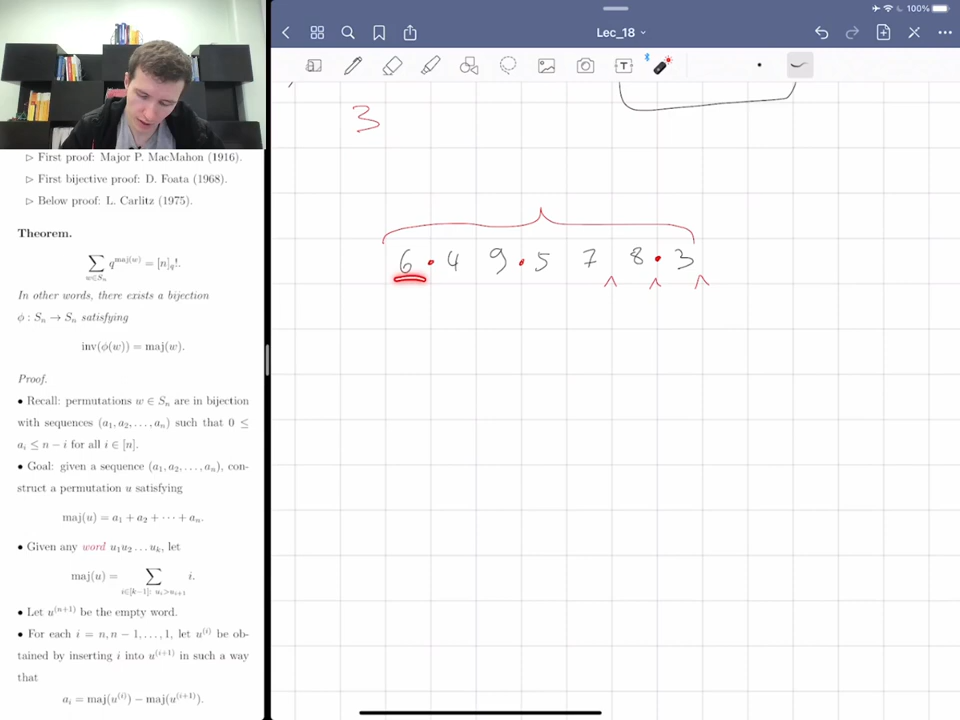 100%
Lec_18
▷ First proof: Major P. MacMahon (1916).
▷ First bijective proof: D. Foata (1968).
▷ Below proof: L. Carlitz (1975).
Theorem.
∑ q^{maj(w)} = [n]_q!.
w∈S_n
In other words, there exists a bijection
ϕ : S_n → S_n satisfying
inv(ϕ(w)) = maj(w).
Proof.
• Recall: permutations w ∈ S_n are in bijection
with sequences (a_1, a_2, . . . , a_n) such that 0 ≤
a_i ≤ n − i for all i ∈ [n].
• Goal: given a sequence (a_1, a_2, . . . , a_n), con-
struct a permutation u satisfying
maj(u) = a_1 + a_2 + · · · + a_n.
• Given any word u_1u_2 . . . u_k, let
maj(u) = ∑ i.
i∈[k−1]: u_i>u_{i+1}
• Let u^{(n+1)} be the empty word.
• For each i = n, n − 1, . . . , 1, let u^{(i)} be ob-
tained by inserting i into u^{(i+1)} in such a way
that
a_i = maj(u^{(i)}) − maj(u^{(i+1)}).
3
6 · 4 9 · 5 7 8 · 3